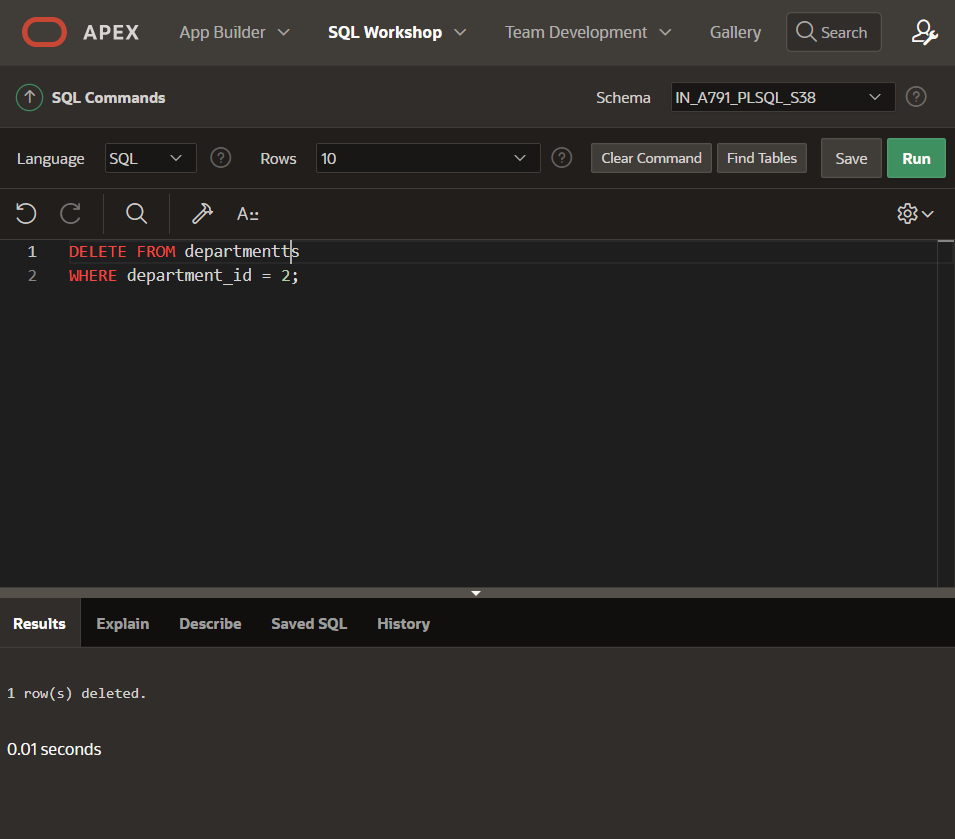 APEX App Builder SQL Workshop Team Development Gallery Search
SQL Commands Schema IN_A791_PLSQL_S38
Language SQL Rows 10 Clear Command Find Tables Save Run
A::
1 DELETE FROM departmentts
2 WHERE department_id = 2;
Results Explain Describe Saved SQL History
1 row(s) deleted.
0.01 seconds